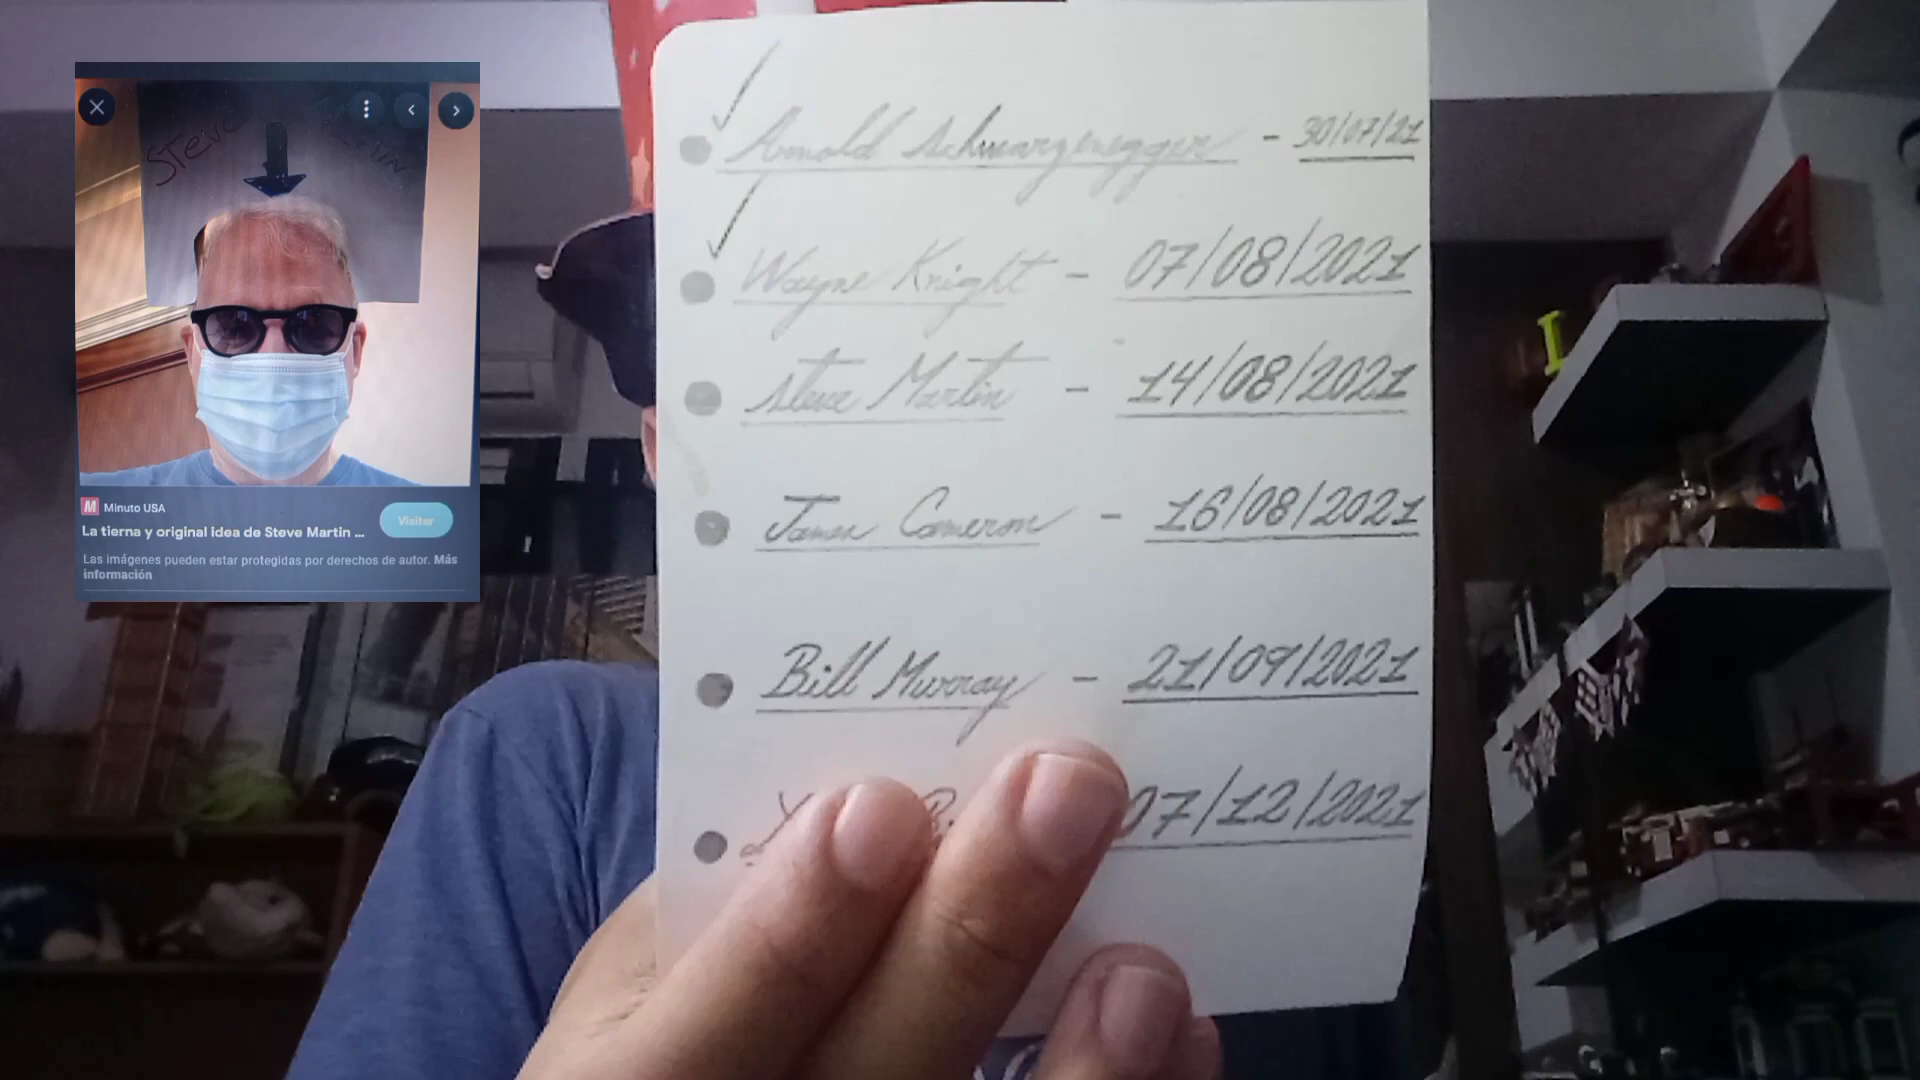 Steve
Minuto USA
La tierna y original idea de Steve Martin ...
Visitar
Las imágenes pueden estar protegidas por derechos de autor. Más
información
Arnold Schwarzenegger - 30/07/21
Wayne Knight - 07/08/2021
Steve Martin - 14/08/2021
James Cameron - 16/08/2021
Bill Murray - 21/09/2021
07/12/2021